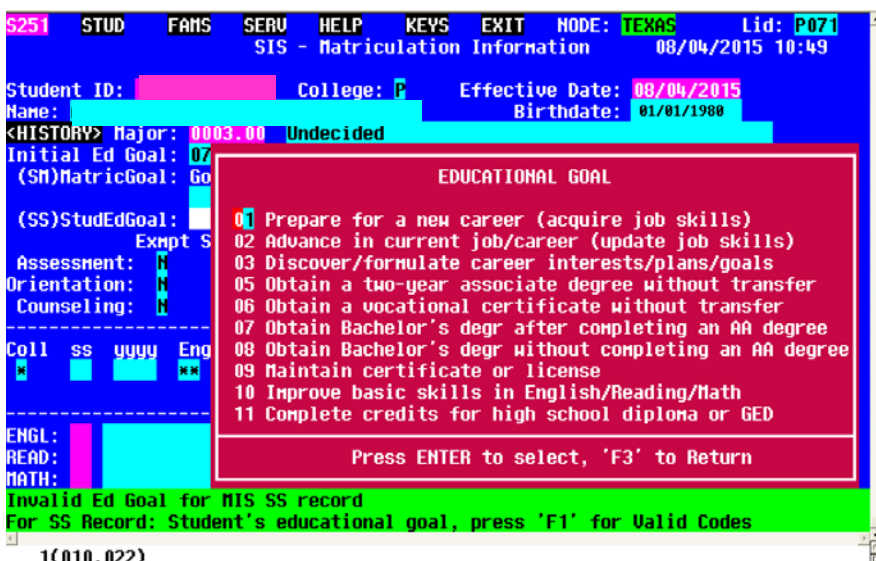 S251 STUD FAMS SERV HELP KEYS EXIT NODE: TEXAS Lid: P071
SIS - Matriculation Information 08/04/2015 10:49
Student ID: College: P Effective Date: 08/04/2015
Name: Birthdate: 01/01/1980
<HISTORY> Major: 0003.00 Undecided
Initial Ed Goal: 07
(SM)MatricGoal: Go
(SS)StudEdGoal:
Exmpt S
Assessment: N
Orientation: N
Counseling: N
Coll ss yyyy Eng
* **
ENGL:
READ:
MATH:
EDUCATIONAL GOAL
01 Prepare for a new career (acquire job skills)
02 Advance in current job/career (update job skills)
03 Discover/formulate career interests/plans/goals
05 Obtain a two-year associate degree without transfer
06 Obtain a vocational certificate without transfer
07 Obtain Bachelor's degr after completing an AA degree
08 Obtain Bachelor's degr without completing an AA degree
09 Maintain certificate or license
10 Improve basic skills in English/Reading/Math
11 Complete credits for high school diploma or GED
Press ENTER to select, 'F3' to Return
Invalid Ed Goal for MIS SS record
For SS Record: Student's educational goal, press 'F1' for Valid Codes
1(010,022)